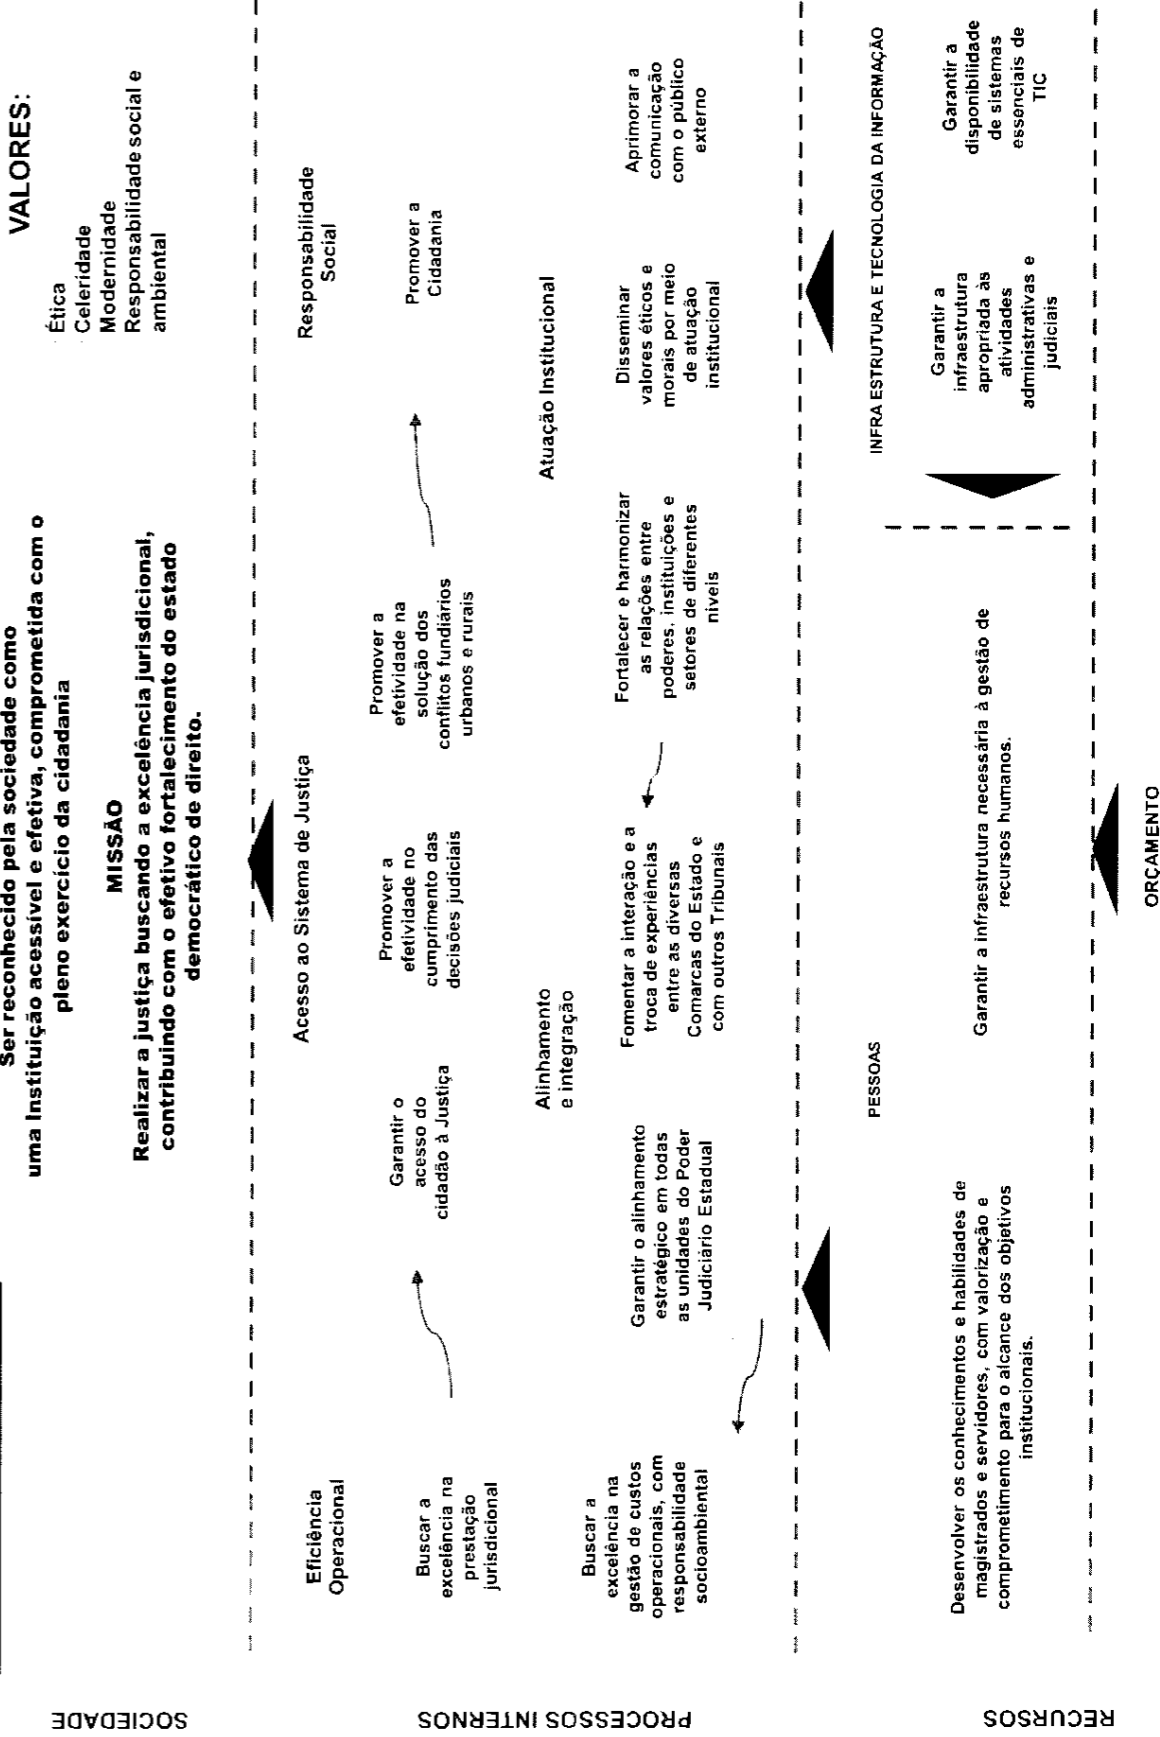 Ser reconhecido pela sociedade como
uma Instituição acessível e efetiva, comprometida com o
pleno exercício da cidadania
MISSÃO
Realizar a justiça buscando a excelência jurisdicional,
contribuindo com o efetivo fortalecimento do estado
democrático de direito.
VALORES:
Ética
Celeridade
Modernidade
Responsabilidade social e
ambiental
SOCIEDADE
Eficiência
Operacional
Acesso ao Sistema de Justiça
Responsabilidade
Social
Buscar a
excelência na
prestação
jurisdicional
Garantir o
acesso do
cidadão à Justiça
Promover a
efetividade no
cumprimento das
decisões judiciais
Promover a
efetividade na
solução dos
conflitos fundiários
urbanos e rurais
Promover a
Cidadania
PROCESSOS INTERNOS
Alinhamento
e integração
Atuação Institucional
Buscar a
excelência na
gestão de custos
operacionais, com
responsabilidade
socioambiental
Garantir o alinhamento
estratégico em todas
as unidades do Poder
Judiciário Estadual
Fomentar a interação e a
troca de experiências
entre as diversas
Comarcas do Estado e
com outros Tribunais
Fortalecer e harmonizar
as relações entre
poderes, instituições e
setores de diferentes
níveis
Disseminar
valores éticos e
morais por meio
de atuação
institucional
Aprimorar a
comunicação
com o público
externo
RECURSOS
PESSOAS
INFRA ESTRUTURA E TECNOLOGIA DA INFORMAÇÃO
Desenvolver os conhecimentos e habilidades de
magistrados e servidores, com valorização e
comprometimento para o alcance dos objetivos
institucionais.
Garantir a infraestrutura necessária à gestão de
recursos humanos.
Garantir a
infraestrutura
apropriada às
atividades
administrativas e
judiciais
Garantir a
disponibilidade
de sistemas
essenciais de
TIC
ORÇAMENTO